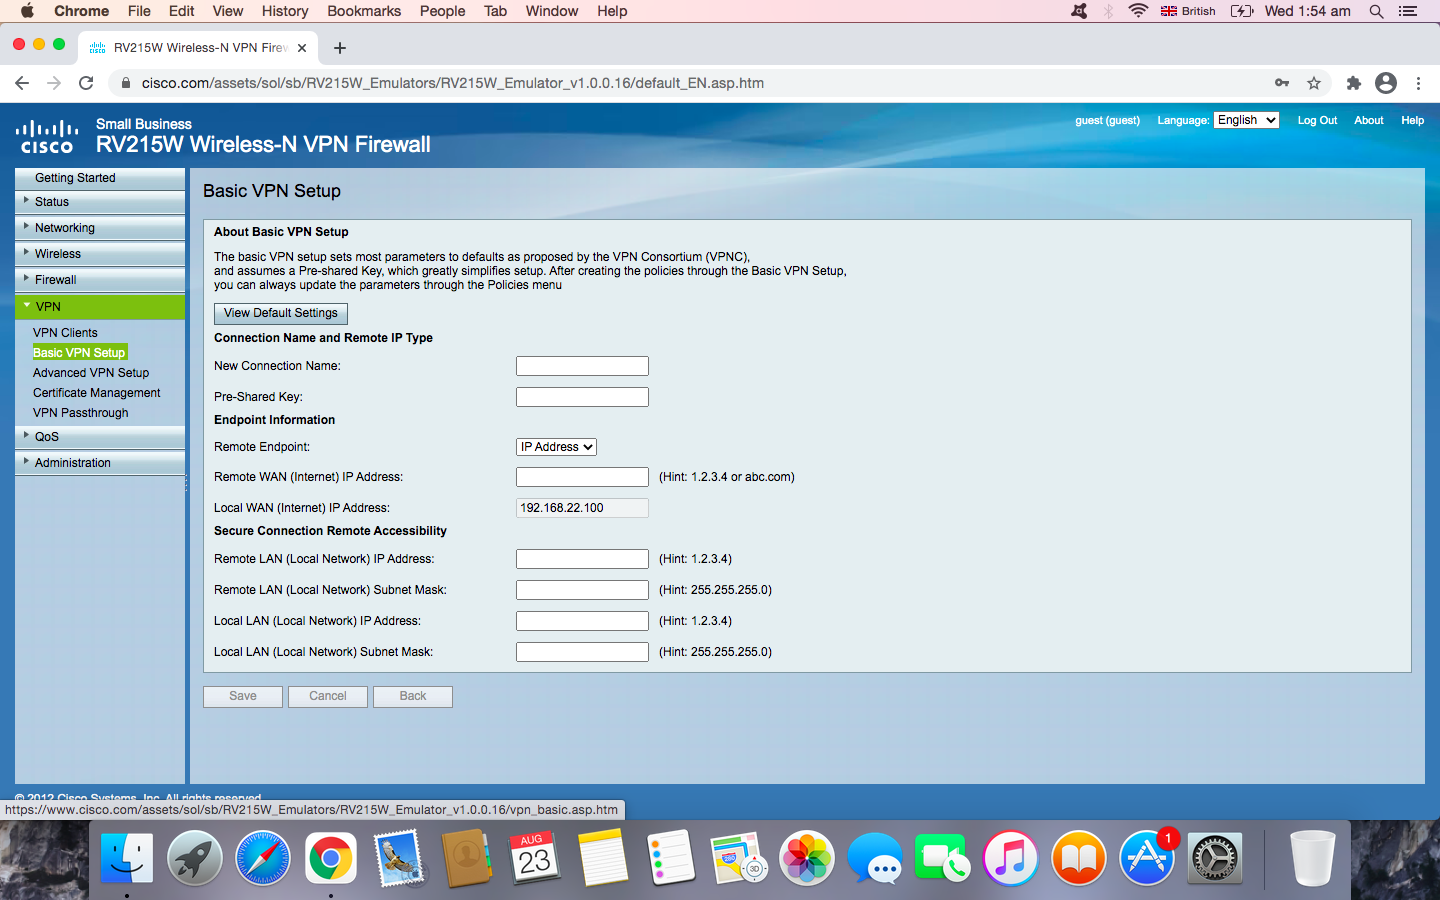 Chrome File Edit View History Bookmarks People Tab Window Help British Wed 1:54 am
RV215W Wireless-N VPN Firew
cisco.com/assets/sol/sb/RV215W_Emulators/RV215W_Emulator_v1.0.0.16/default_EN.asp.htm
cisco
Small Business
RV215W Wireless-N VPN Firewall
guest (guest) Language: English Log Out About Help
Getting Started
Status
Networking
Wireless
Firewall
VPN
VPN Clients
Basic VPN Setup
Advanced VPN Setup
Certificate Management
VPN Passthrough
QoS
Administration
Basic VPN Setup
About Basic VPN Setup
The basic VPN setup sets most parameters to defaults as proposed by the VPN Consortium (VPNC),
and assumes a Pre-shared Key, which greatly simplifies setup. After creating the policies through the Basic VPN Setup,
you can always update the parameters through the Policies menu
View Default Settings
Connection Name and Remote IP Type
New Connection Name:
Pre-Shared Key:
Endpoint Information
Remote Endpoint: IP Address
Remote WAN (Internet) IP Address: (Hint: 1.2.3.4 or abc.com)
Local WAN (Internet) IP Address: 192.168.22.100
Secure Connection Remote Accessibility
Remote LAN (Local Network) IP Address: (Hint: 1.2.3.4)
Remote LAN (Local Network) Subnet Mask: (Hint: 255.255.255.0)
Local LAN (Local Network) IP Address: (Hint: 1.2.3.4)
Local LAN (Local Network) Subnet Mask: (Hint: 255.255.255.0)
Save Cancel Back
© 2012 Cisco Systems, Inc. All rights reserved.
https://www.cisco.com/assets/sol/sb/RV215W_Emulators/RV215W_Emulator_v1.0.0.16/vpn_basic.asp.htm
AUG
23
280
3D
1